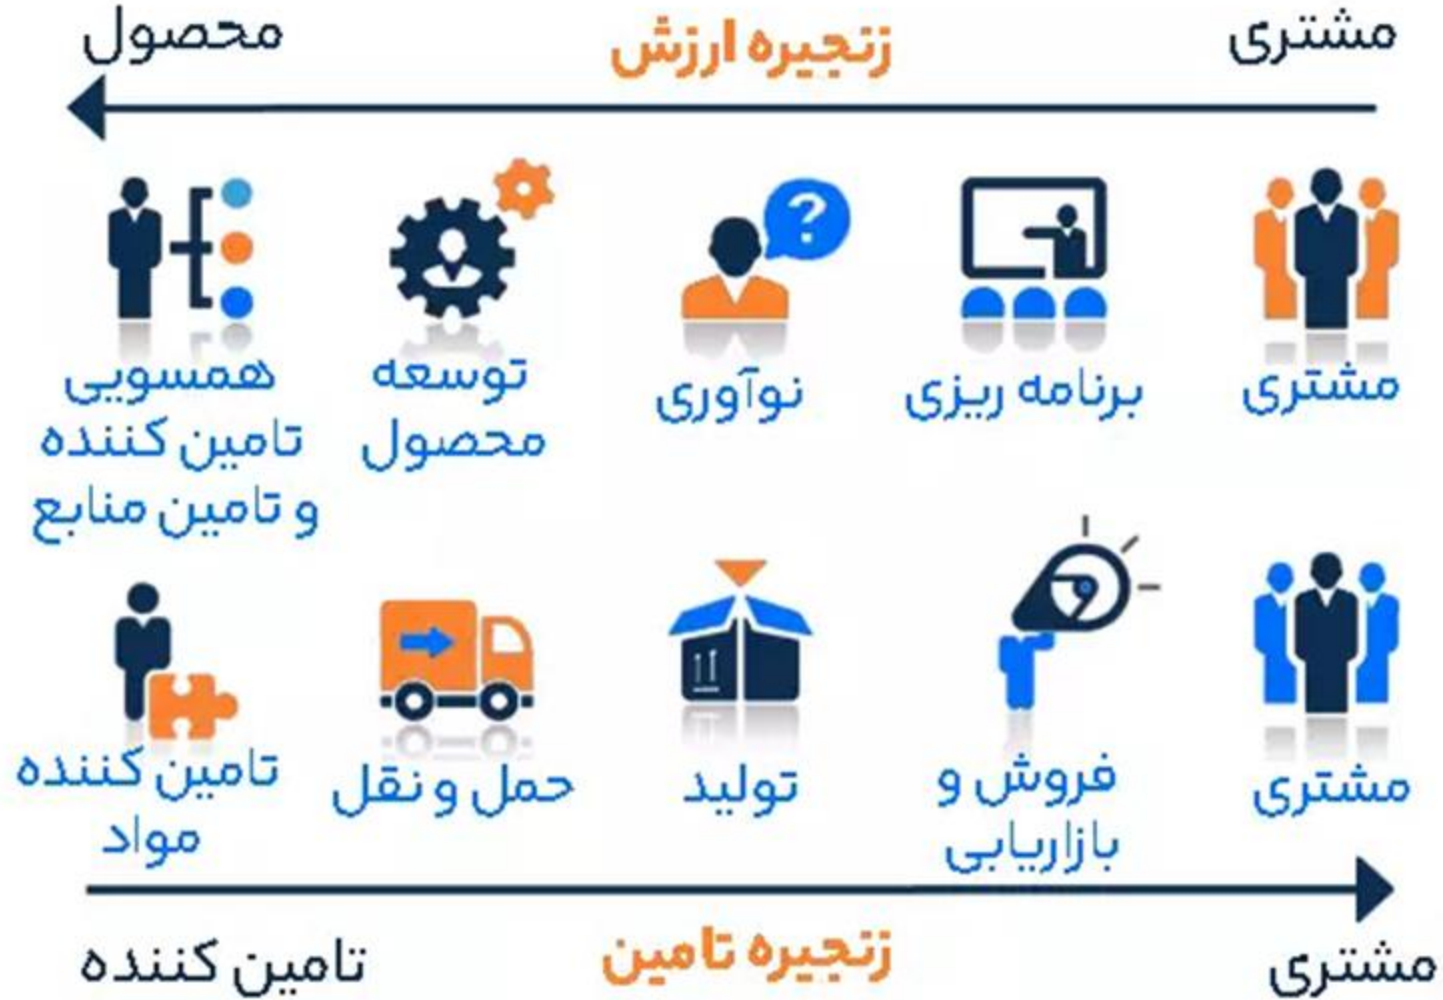 مشتری
زنجیره ارزش
محصول
مشتری
برنامه ریزی
نوآوری
توسعه
محصول
همسویی
تامین کننده
و تامین منابع
?
مشتری
فروش و
بازاریابی
تولید
حمل و نقل
تامین کننده
مواد
تامین کننده
زنجیره تامین
مشتری